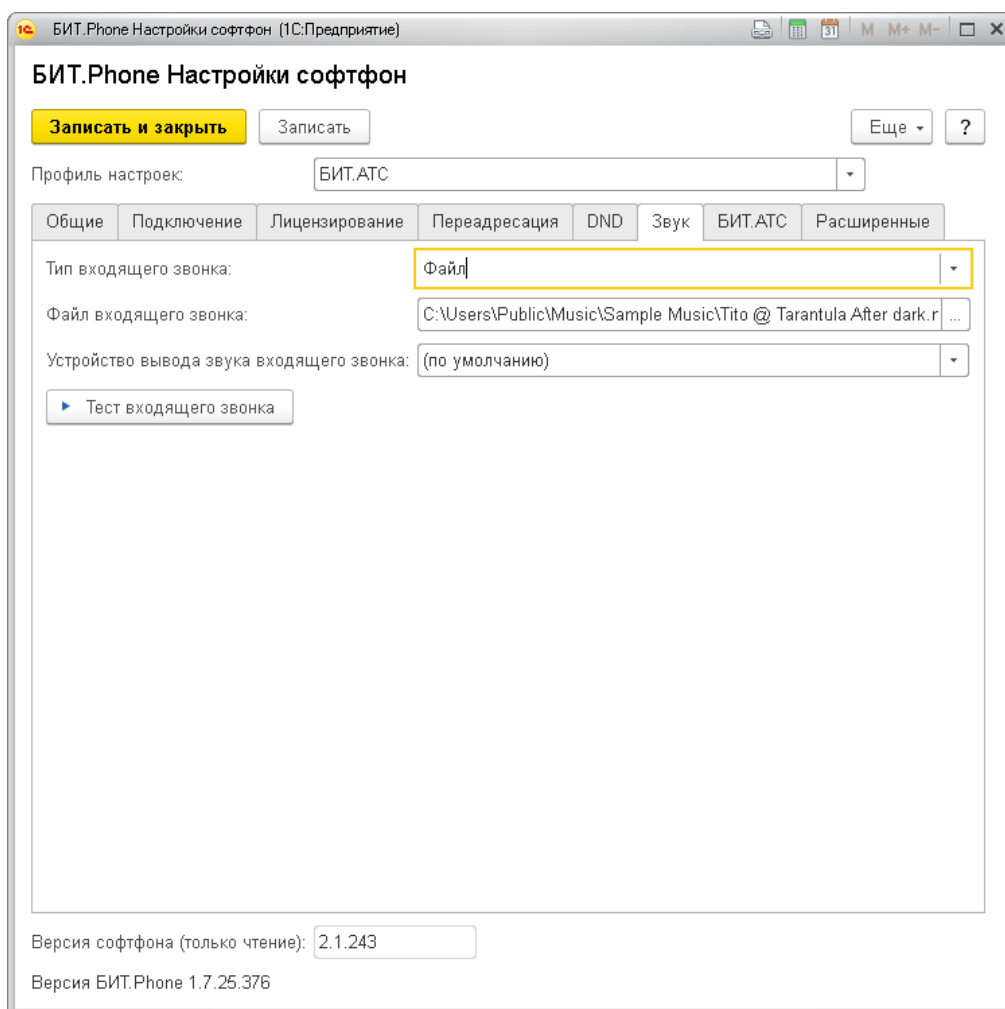 1С БИТ.Phone Настройки софтфон (1С:Предприятие) 31 M M+ M-
БИТ.Phone Настройки софтфон
Записать и закрыть Записать Еще ?
Профиль настроек: БИТ.АТС
Общие Подключение Лицензирование Переадресация DND Звук БИТ.АТС Расширенные
Тип входящего звонка: Файл
Файл входящего звонка: C:\Users\Public\Music\Sample Music\Tito @ Tarantula After dark.r ...
Устройство вывода звука входящего звонка: (по умолчанию)
Тест входящего звонка
Версия софтфона (только чтение): 2.1.243
Версия БИТ.Phone 1.7.25.376